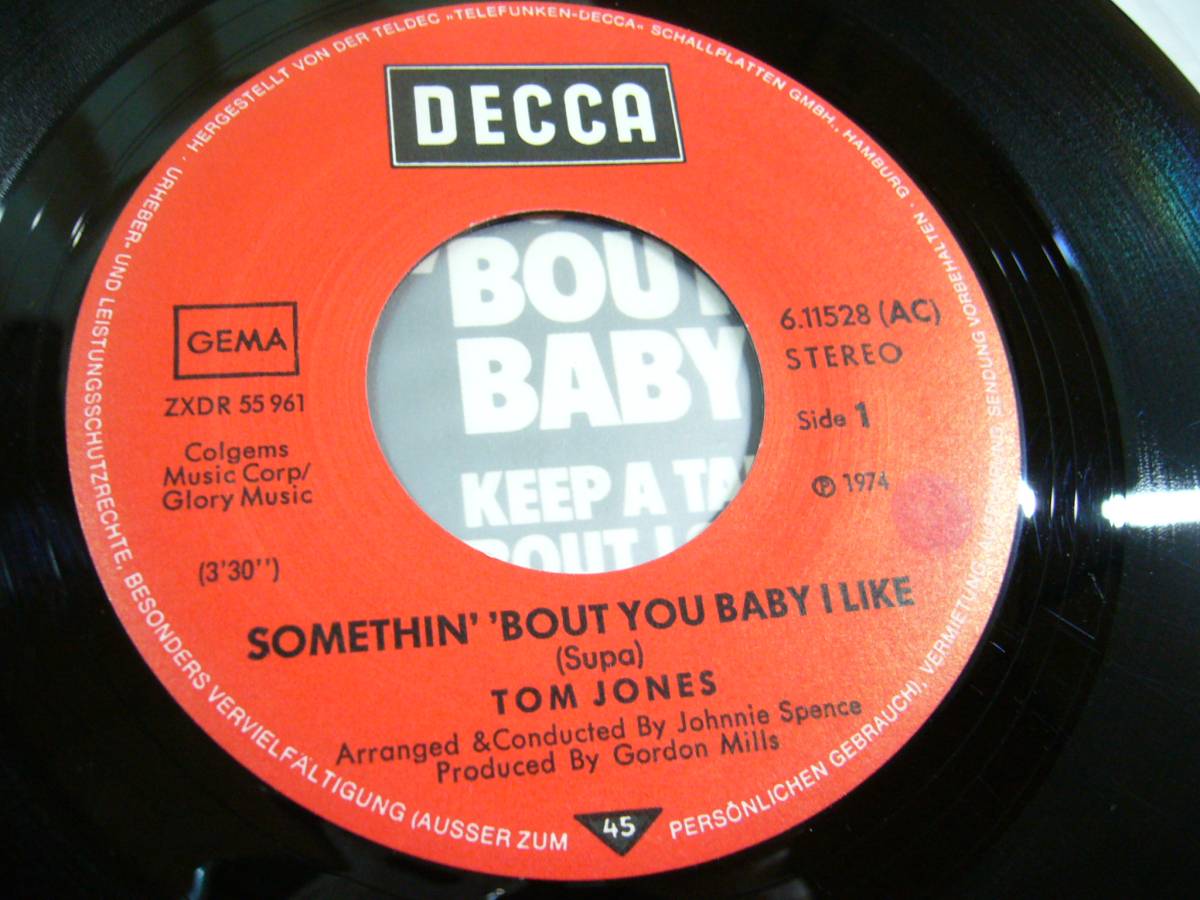 HERGESTELLT VON DER TELDEC »TELEFUNKEN-DECCA« SCHALLPLATTEN GMBH., HAMBURG ·
URHEBER- UND LEISTUNGSSCHUTZRECHTE, BESONDERS VERVIELFÄLTIGUNG (AUSSER ZUM
PERSÖNLICHEN GEBRAUCH), VERMIETUNG
SENDUNG VORBEHALTEN ·
DECCA
GEMA
ZXDR 55 961
Colgems
Music Corp/
Glory Music
(3'30'')
'BOUT
BABY
KEEP A TA
BOUT
6.11528 (AC)
STEREO
Side 1
℗ 1974
SOMETHIN' 'BOUT YOU BABY I LIKE
(Supa)
TOM JONES
Arranged &Conducted By Johnnie Spence
Produced By Gordon Mills
45